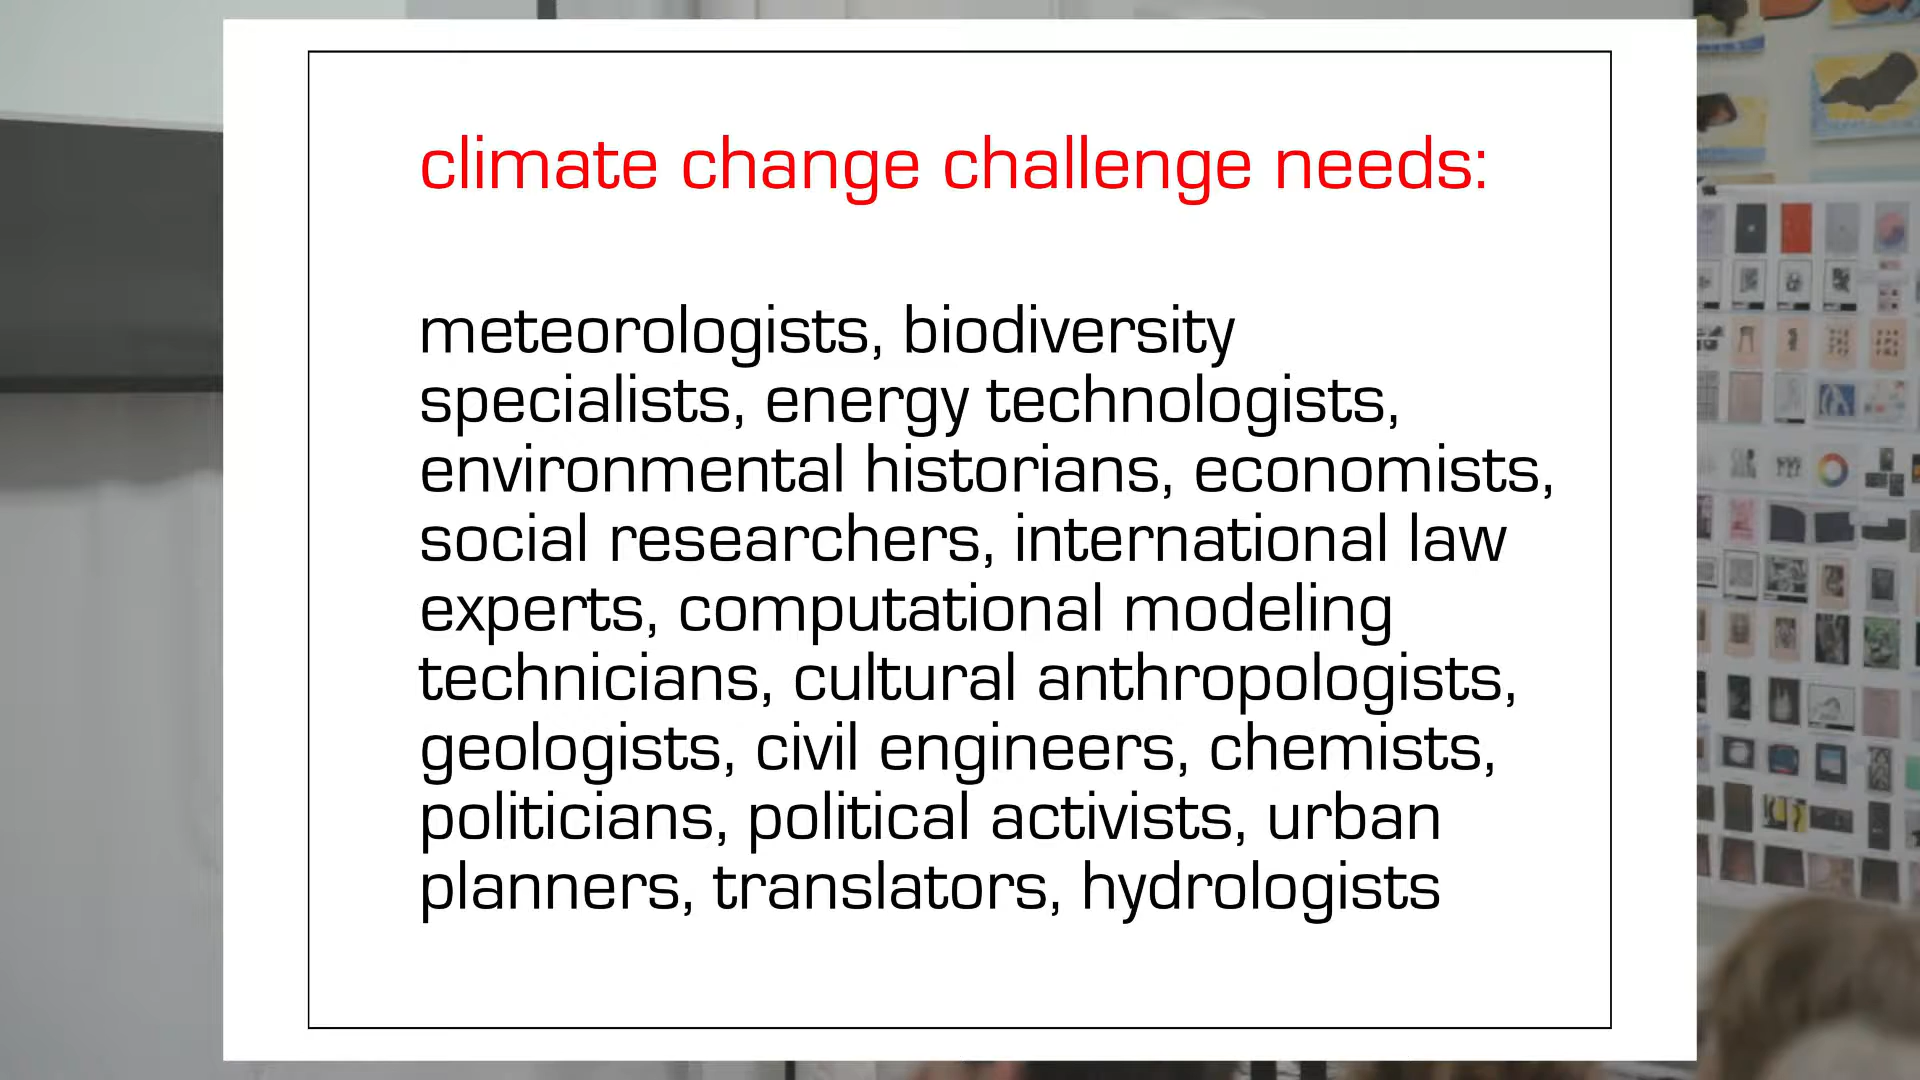 climate change challenge needs:
meteorologists, biodiversity
specialists, energy technologists,
environmental historians, economists,
social researchers, international law
experts, computational modeling
technicians, cultural anthropologists,
geologists, civil engineers, chemists,
politicians, political activists, urban
planners, translators, hydrologists